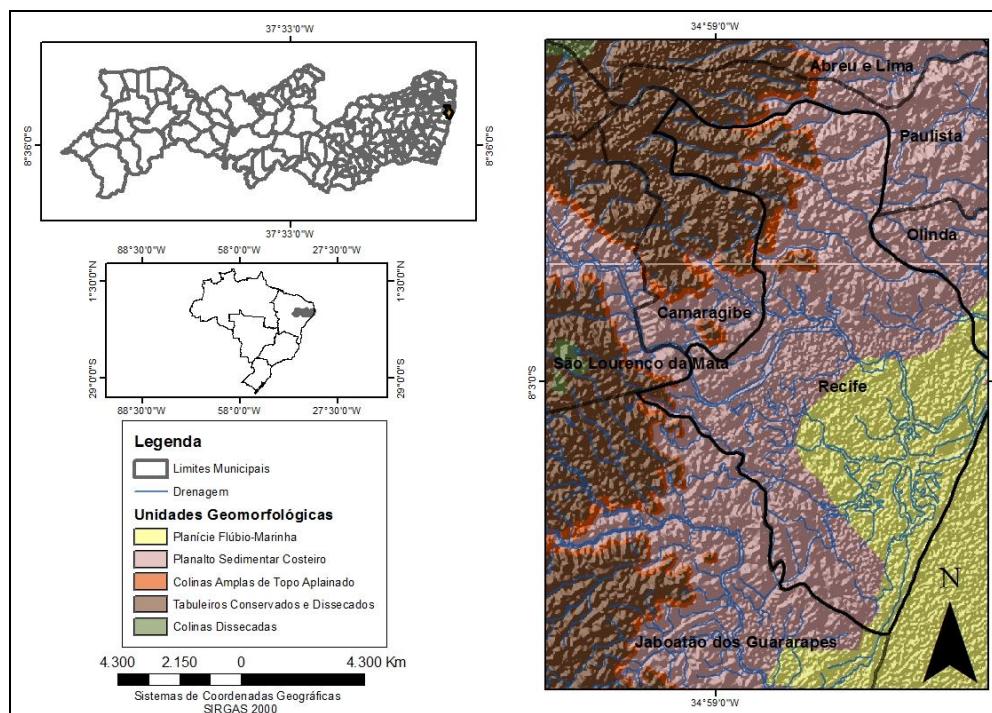 37°33'0"W
8°36'0"S
8°36'0"S
37°33'0"W
88°30'0"W 58°0'0"W 27°30'0"W
1°30'0"N
1°30'0"N
29°0'0"S
29°0'0"S
88°30'0"W 58°0'0"W 27°30'0"W
Legenda
Limites Municipais
Drenagem
Unidades Geomorfológicas
Planície Flúbio-Marinha
Planalto Sedimentar Costeiro
Colinas Amplas de Topo Aplainado
Tabuleiros Conservados e Dissecados
Colinas Dissecadas
4.300 2.150 0 4.300 Km
Sistemas de Coordenadas Geográficas
SIRGAS 2000
34°59'0"W
Abreu e Lima
Paulista
Olinda
Camaragibe
São Lourenço da Mata
Recife
8°3'0"S
8°3'0"S
Jaboatão dos Guararapes
N
34°59'0"W